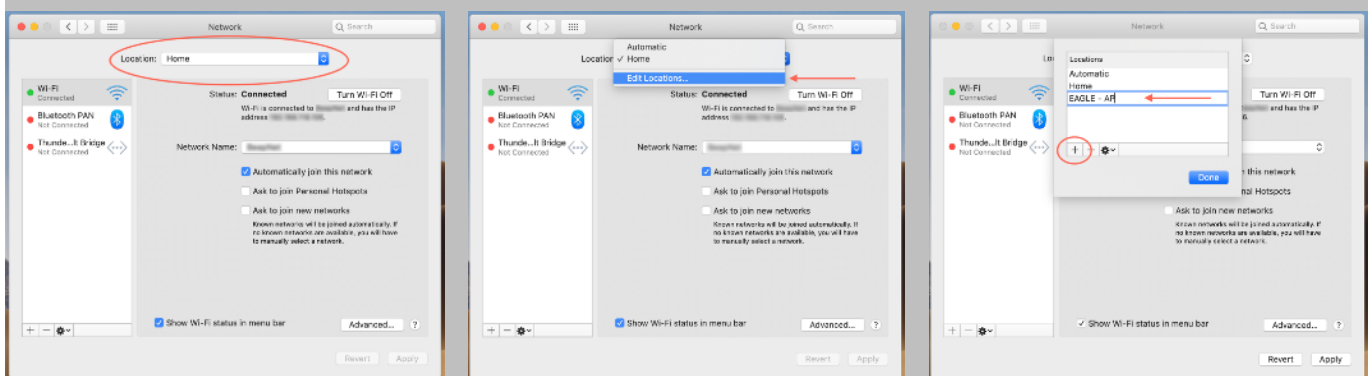 Network
Search
Location: Home
Wi-Fi
Connected
Bluetooth PAN
Not Connected
Thunde...lt Bridge
Not Connected
Status: Connected
Turn Wi-Fi Off
Wi-Fi is connected to and has the IP
address
Network Name:
Automatically join this network
Ask to join Personal Hotspots
Ask to join new networks
Known networks will be joined automatically. If
no known networks are available, you will have
to manually select a network.
Show Wi-Fi status in menu bar
Advanced...
?
Revert
Apply
Network
Search
Automatic
Location
✓ Home
Edit Locations...
Wi-Fi
Connected
Bluetooth PAN
Not Connected
Thunde...lt Bridge
Not Connected
Status: Connected
Turn Wi-Fi Off
Wi-Fi is connected to and has the IP
address
Network Name:
Automatically join this network
Ask to join Personal Hotspots
Ask to join new networks
Known networks will be joined automatically. If
no known networks are available, you will have
to manually select a network.
Show Wi-Fi status in menu bar
Advanced...
?
Revert
Apply
Network
Search
Lo
Locations
Automatic
Home
EAGLE - AP
Done
Wi-Fi
Connected
Bluetooth PAN
Not Connected
Thunde...lt Bridge
Not Connected
Turn Wi-Fi Off
and has the IP
this network
nal Hotspots
Ask to join new networks
Known networks will be joined automatically. If
no known networks are available, you will have
to manually select a network.
Show Wi-Fi status in menu bar
Advanced...
?
Revert
Apply